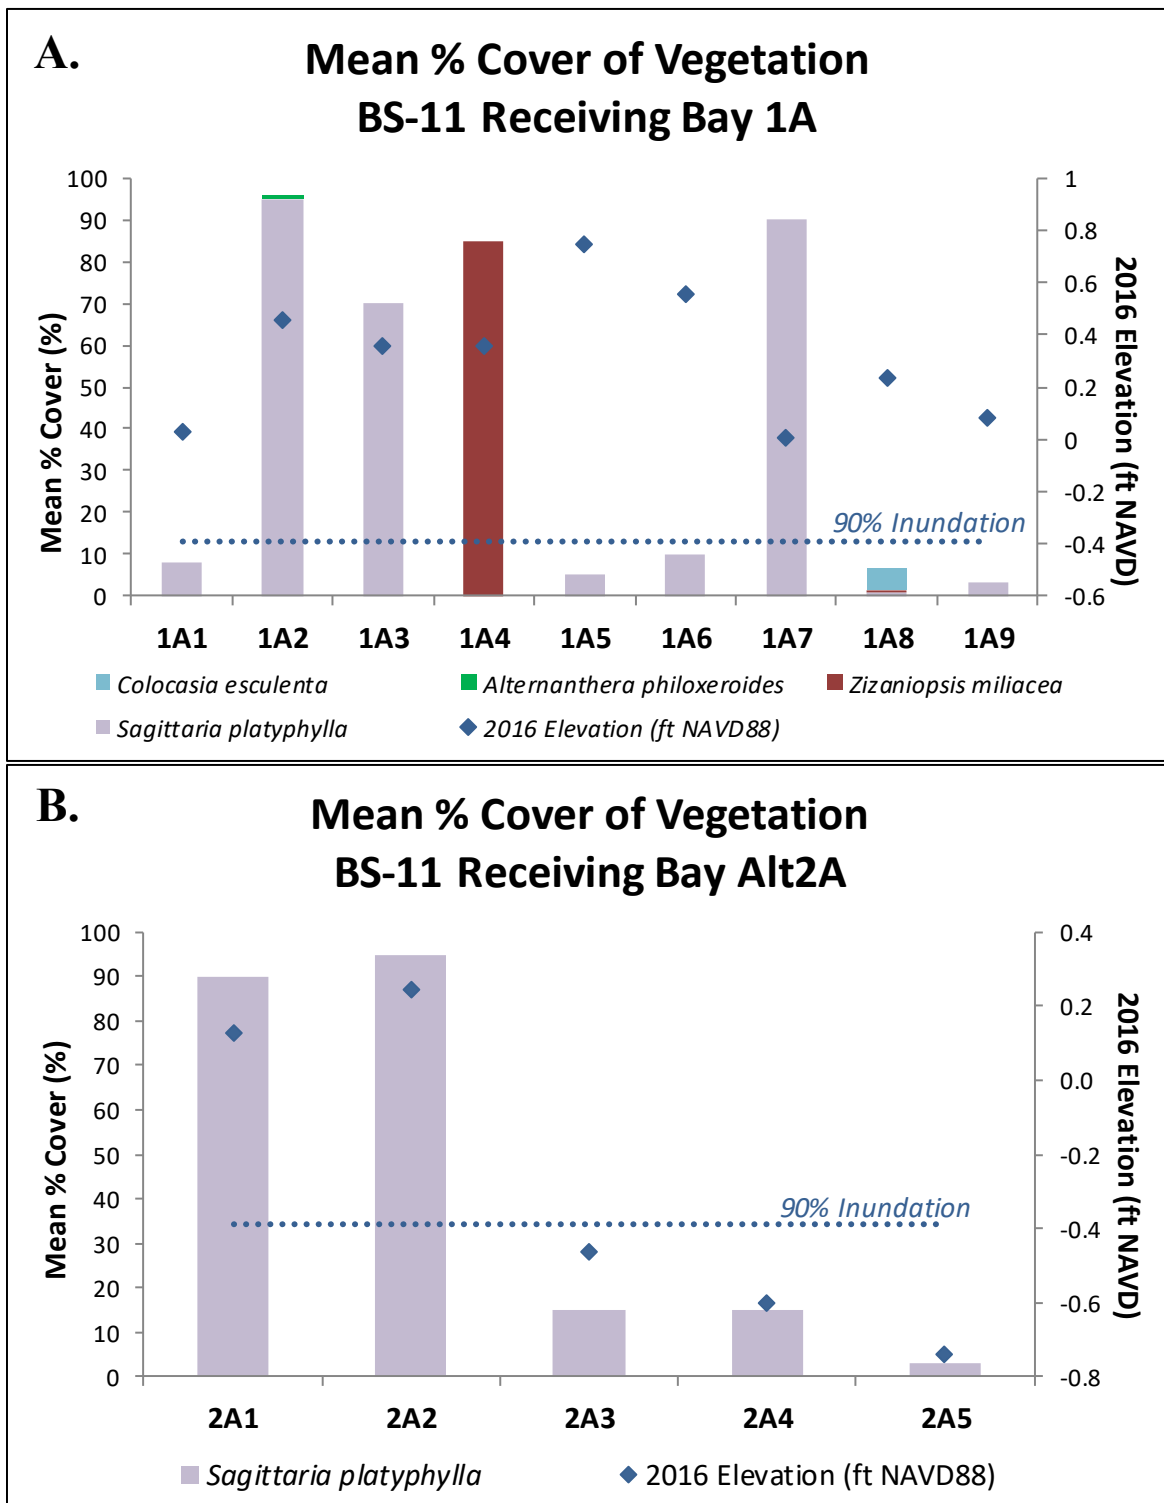 A.
Mean % Cover of Vegetation
BS-11 Receiving Bay 1A
Mean % Cover (%)
100
90
80
70
60
50
40
30
20
10
0
1
0.8
0.6
0.4
0.2
0
-0.2
-0.4
-0.6
2016 Elevation (ft NAVD)
90% Inundation
1A1 1A2 1A3 1A4 1A5 1A6 1A7 1A8 1A9
Colocasia esculenta Alternanthera philoxeroides Zizaniopsis miliacea
Sagittaria platyphylla 2016 Elevation (ft NAVD88)
B.
Mean % Cover of Vegetation
BS-11 Receiving Bay Alt2A
Mean % Cover (%)
100
90
80
70
60
50
40
30
20
10
0
0.4
0.2
0.0
-0.2
-0.4
-0.6
-0.8
2016 Elevation (ft NAVD)
90% Inundation
2A1 2A2 2A3 2A4 2A5
Sagittaria platyphylla 2016 Elevation (ft NAVD88)